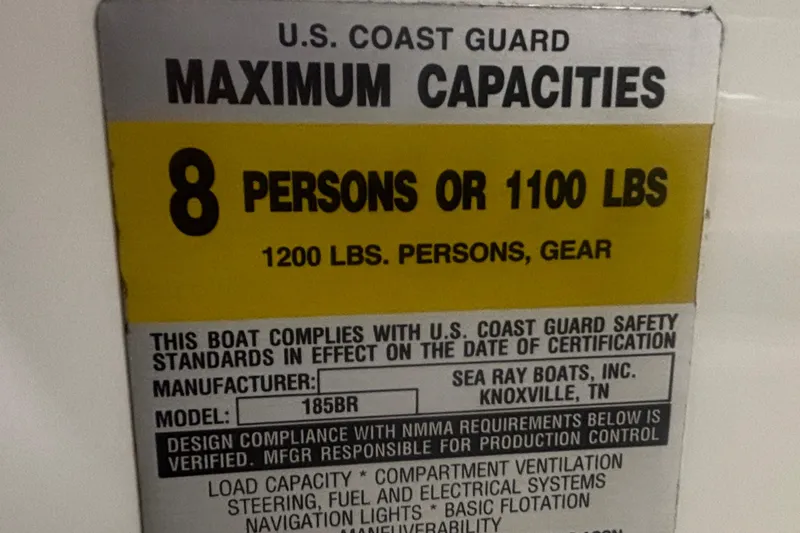 U.S. COAST GUARD
MAXIMUM CAPACITIES
8 PERSONS OR 1100 LBS
1200 LBS. PERSONS, GEAR
THIS BOAT COMPLIES WITH U.S. COAST GUARD SAFETY
STANDARDS IN EFFECT ON THE DATE OF CERTIFICATION
MANUFACTURER: SEA RAY BOATS, INC.
KNOXVILLE, TN
MODEL: 185BR
DESIGN COMPLIANCE WITH NMMA REQUIREMENTS BELOW IS
VERIFIED. MFGR RESPONSIBLE FOR PRODUCTION CONTROL
LOAD CAPACITY * COMPARTMENT VENTILATION
STEERING, FUEL AND ELECTRICAL SYSTEMS
NAVIGATION LIGHTS * BASIC FLOTATION
MANEUVERABILITY